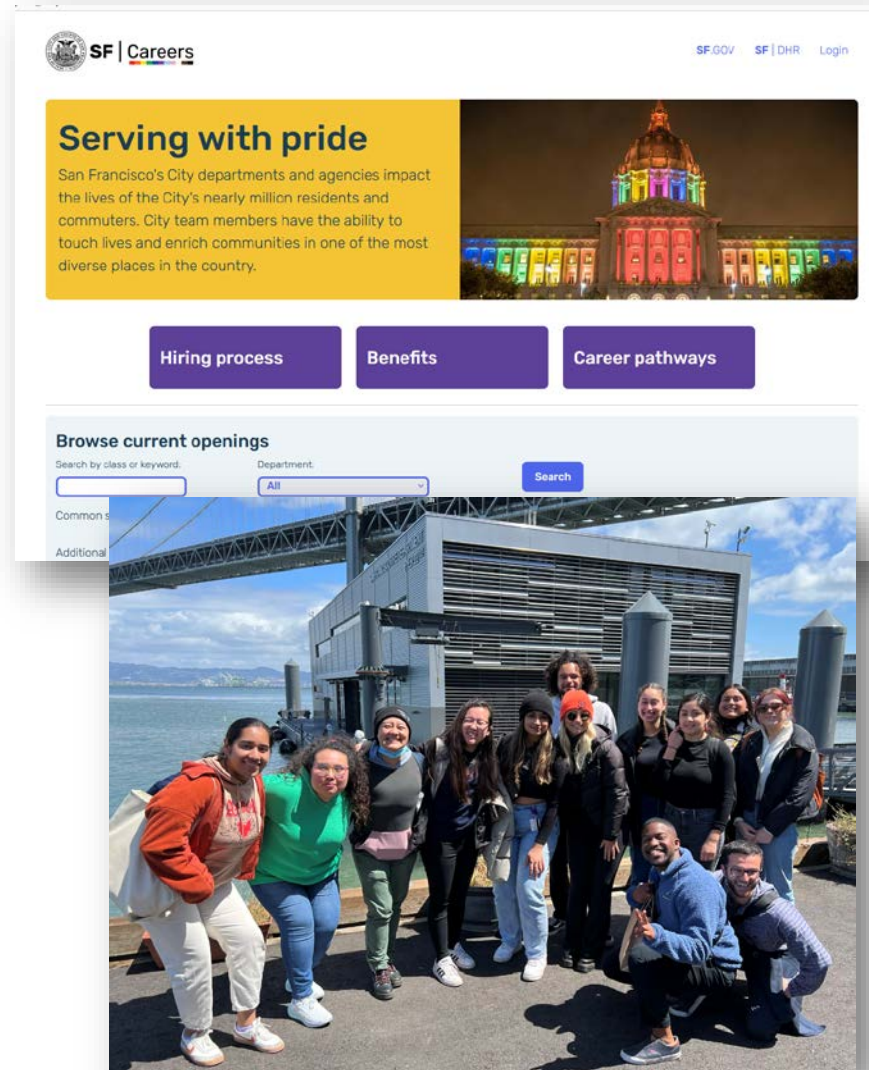 SF | Careers
SF.GOV SF | DHR Login
Serving with pride
San Francisco's City departments and agencies impact
the lives of the City's nearly million residents and
commuters. City team members have the ability to
touch lives and enrich communities in one of the most
diverse places in the country.
Hiring process Benefits Career pathways
Browse current openings
Search by class or keyword. Department.
All Search
Common s
Additional